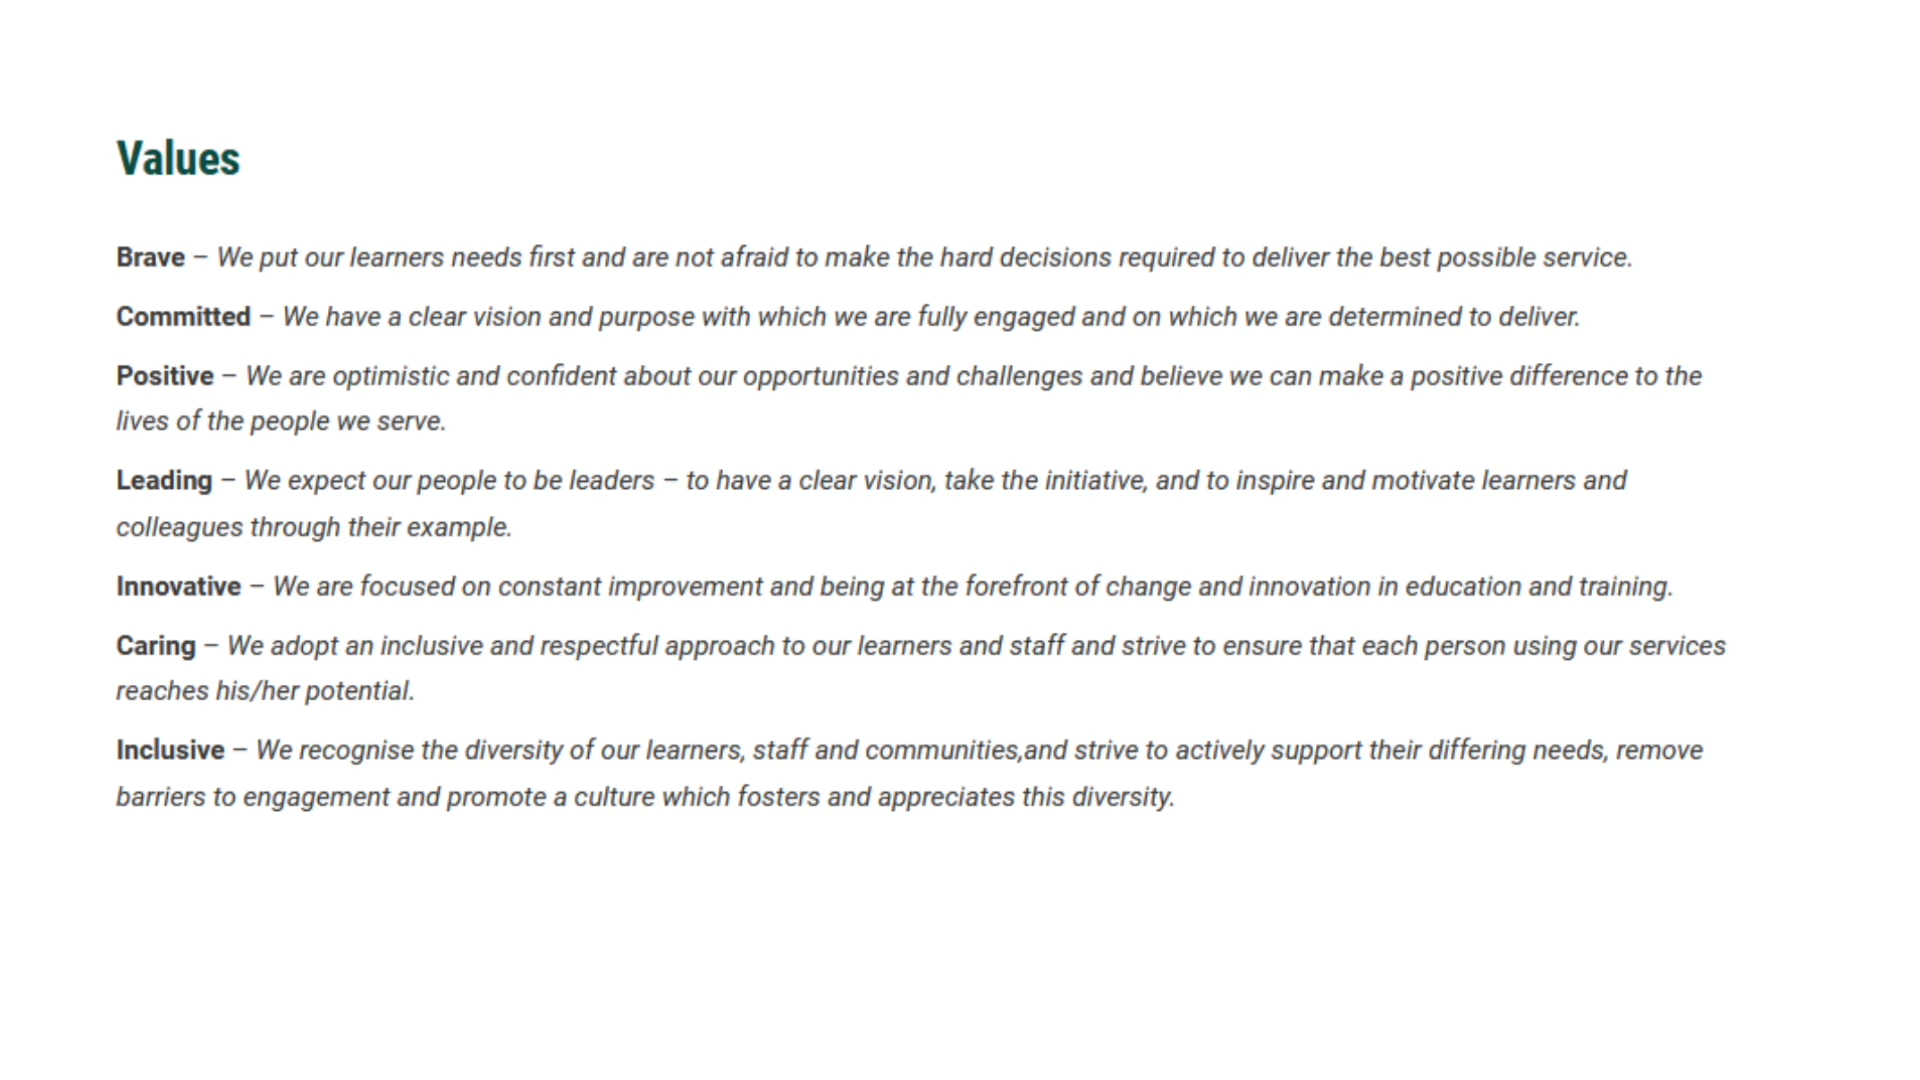 Values
Brave – We put our learners needs first and are not afraid to make the hard decisions required to deliver the best possible service.
Committed – We have a clear vision and purpose with which we are fully engaged and on which we are determined to deliver.
Positive – We are optimistic and confident about our opportunities and challenges and believe we can make a positive difference to the
lives of the people we serve.
Leading – We expect our people to be leaders – to have a clear vision, take the initiative, and to inspire and motivate learners and
colleagues through their example.
Innovative – We are focused on constant improvement and being at the forefront of change and innovation in education and training.
Caring – We adopt an inclusive and respectful approach to our learners and staff and strive to ensure that each person using our services
reaches his/her potential.
Inclusive – We recognise the diversity of our learners, staff and communities,and strive to actively support their differing needs, remove
barriers to engagement and promote a culture which fosters and appreciates this diversity.